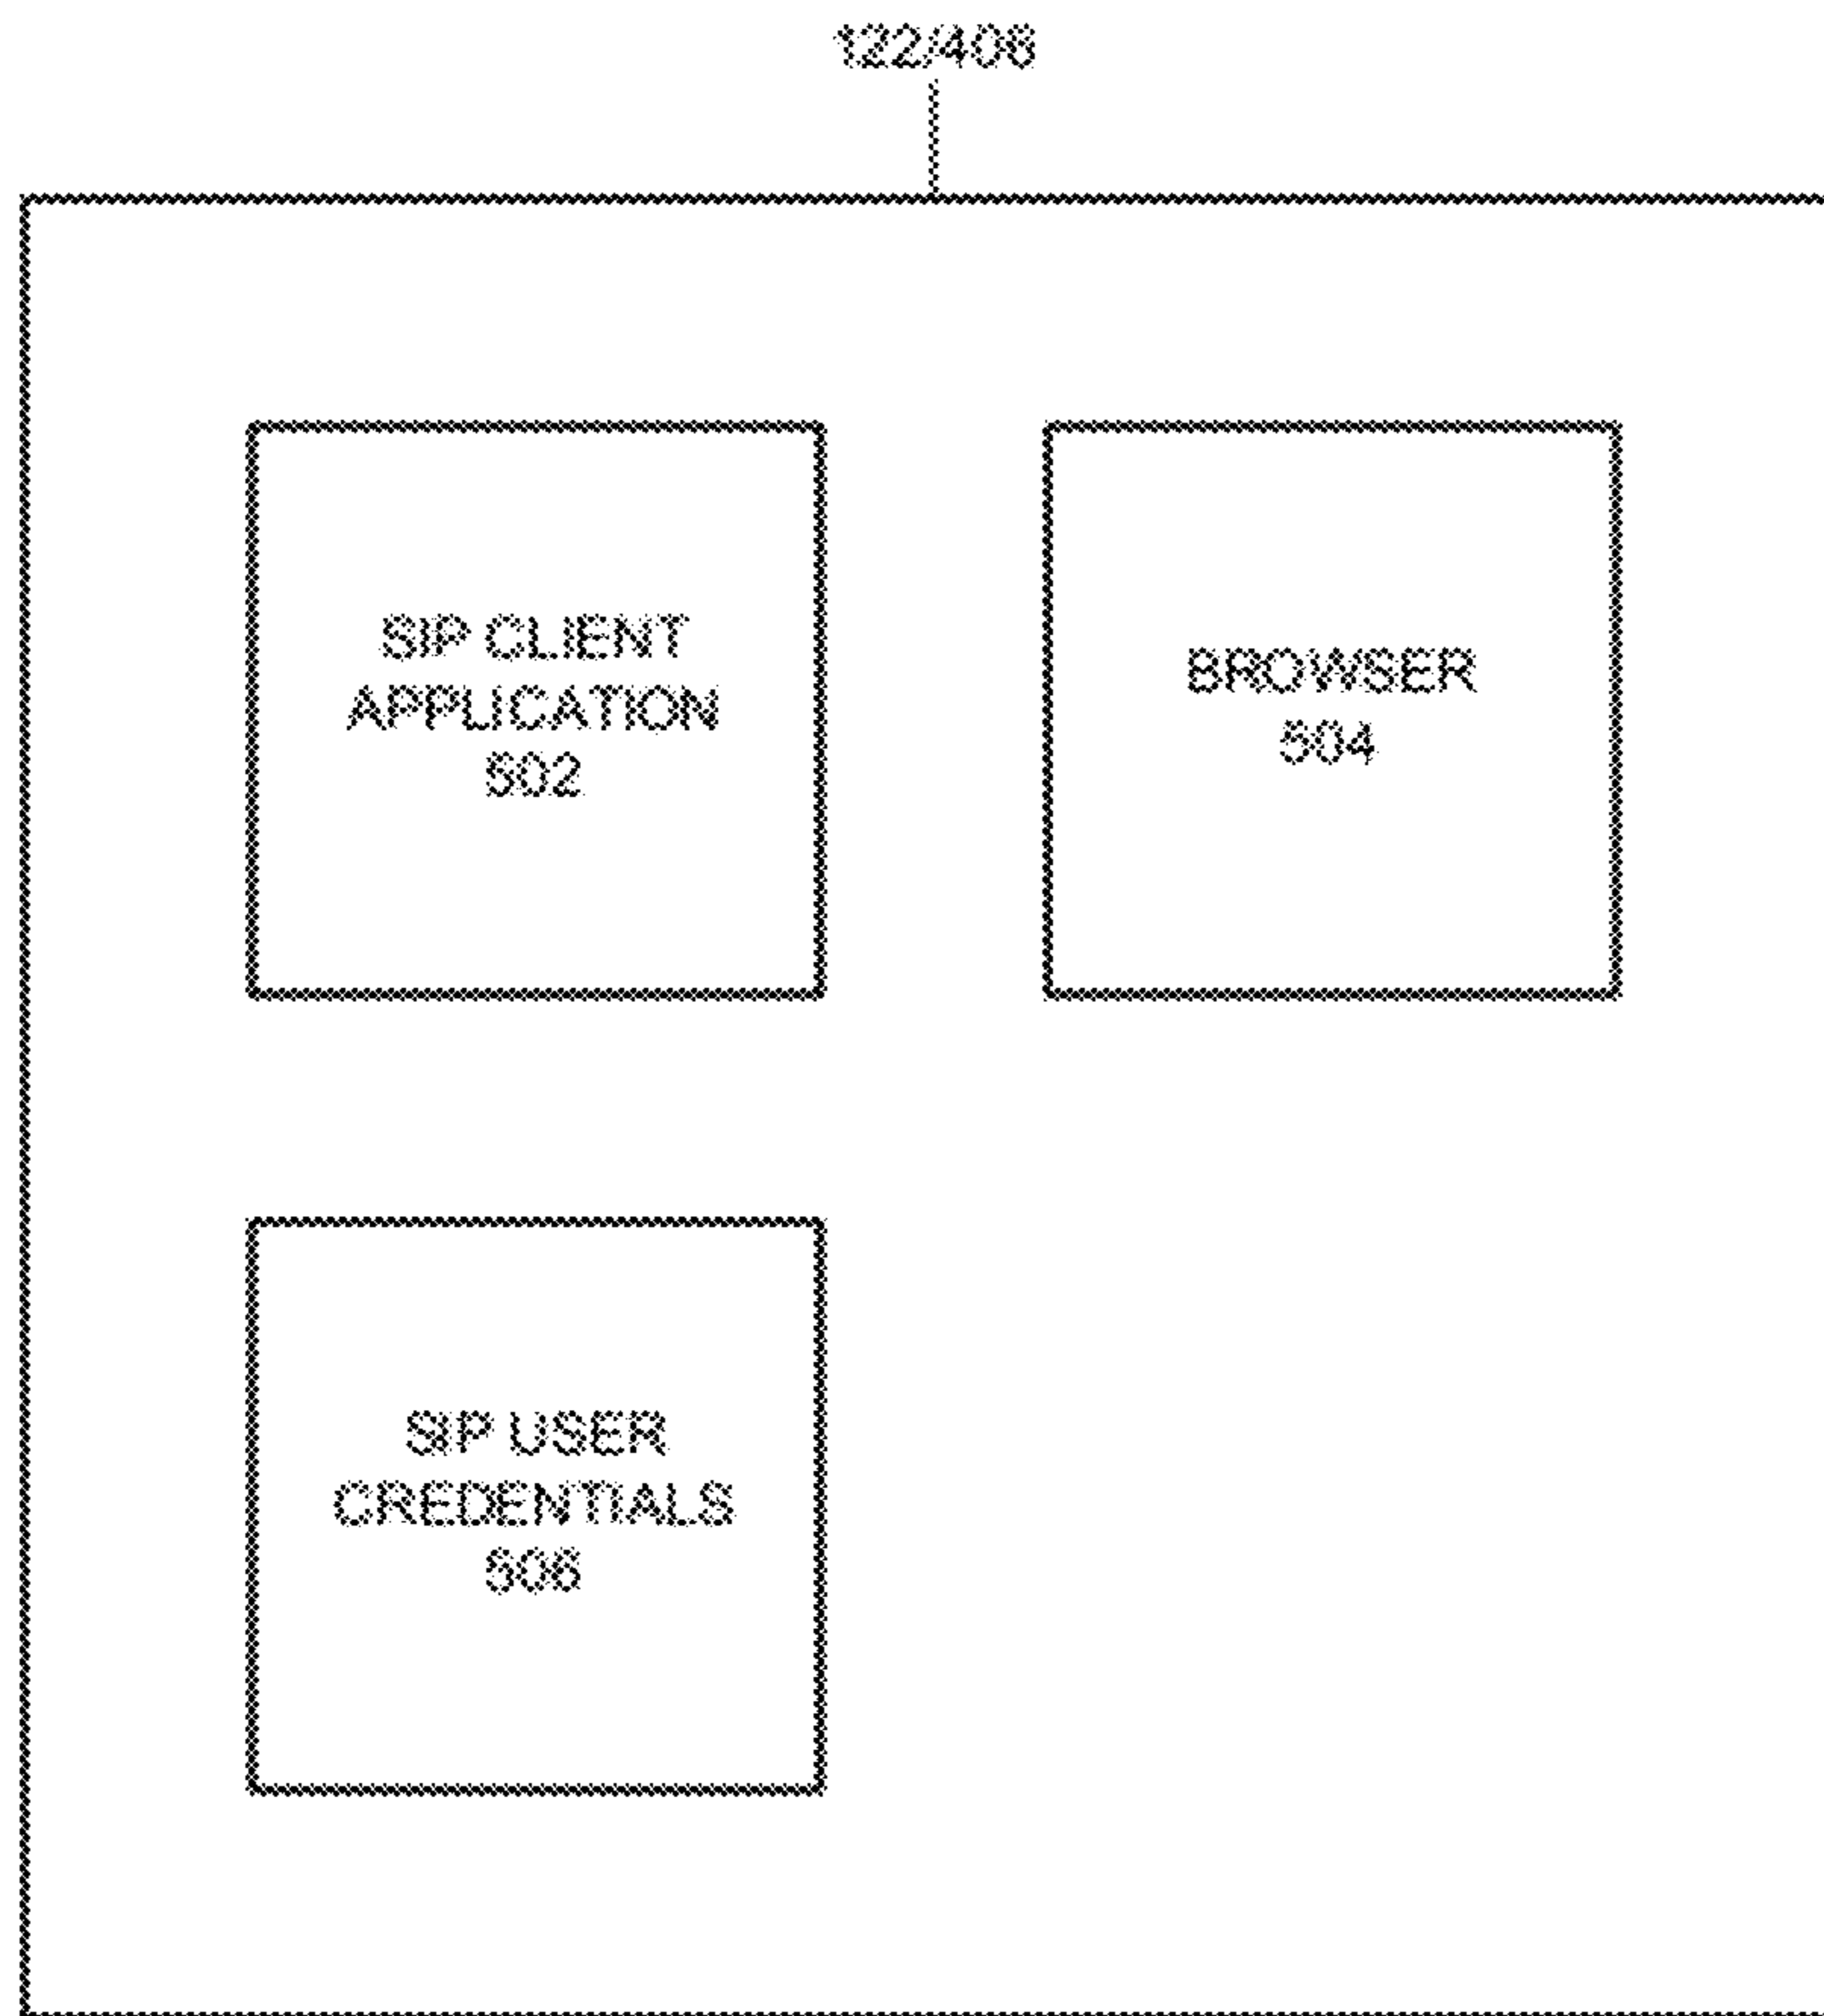 122/408
SIP CLIENT
APPLICATION
502
BROWSER
504
SIP USER
CREDENTIALS
506